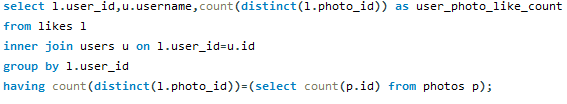 select l.user_id,u.username,count(distinct(l.photo_id)) as user_photo_like_count
from likes l
inner join users u on l.user_id=u.id
group by l.user_id
having count(distinct(l.photo_id))=(select count(p.id) from photos p);